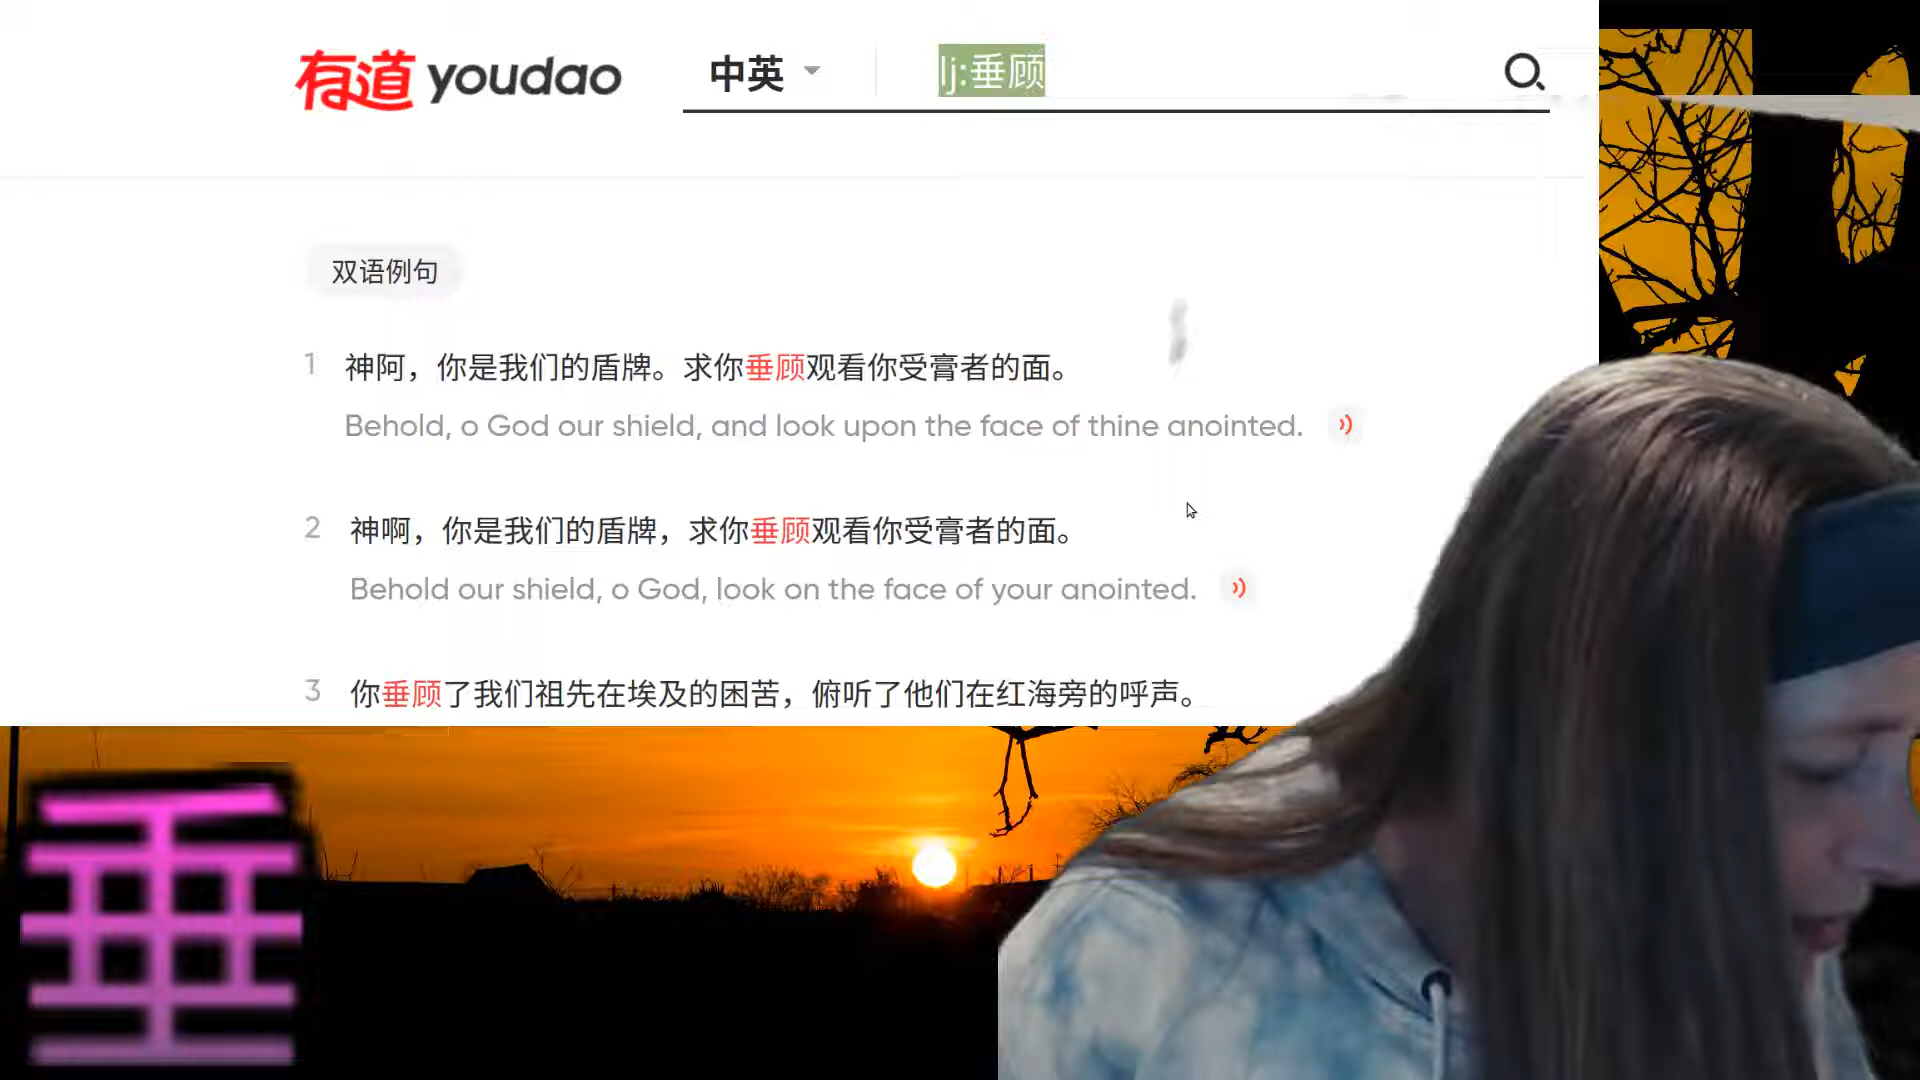 有道 youdao 中英 lj:垂顾
双语例句
1 神阿，你是我们的盾牌。求你垂顾观看你受膏者的面。
Behold, o God our shield, and look upon the face of thine anointed.
2 神啊，你是我们的盾牌，求你垂顾观看你受膏者的面。
Behold our shield, o God, look on the face of your anointed.
3 你垂顾了我们祖先在埃及的困苦，俯听了他们在红海旁的呼声。
垂